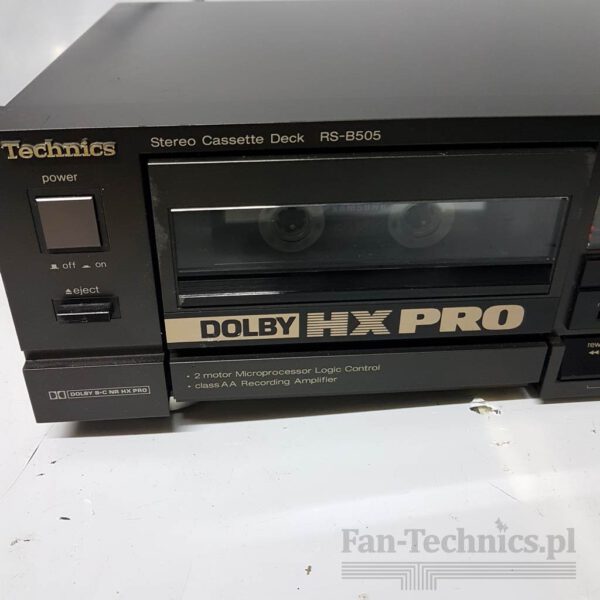 Technics
Stereo Cassette Deck RS-B505
power
off on
eject
DOLBY HX PRO
• 2 motor Microprocessor Logic Control
• class AA Recording Amplifier
DOLBY B-C NR HX PRO
rew
Fan-Technics.pl